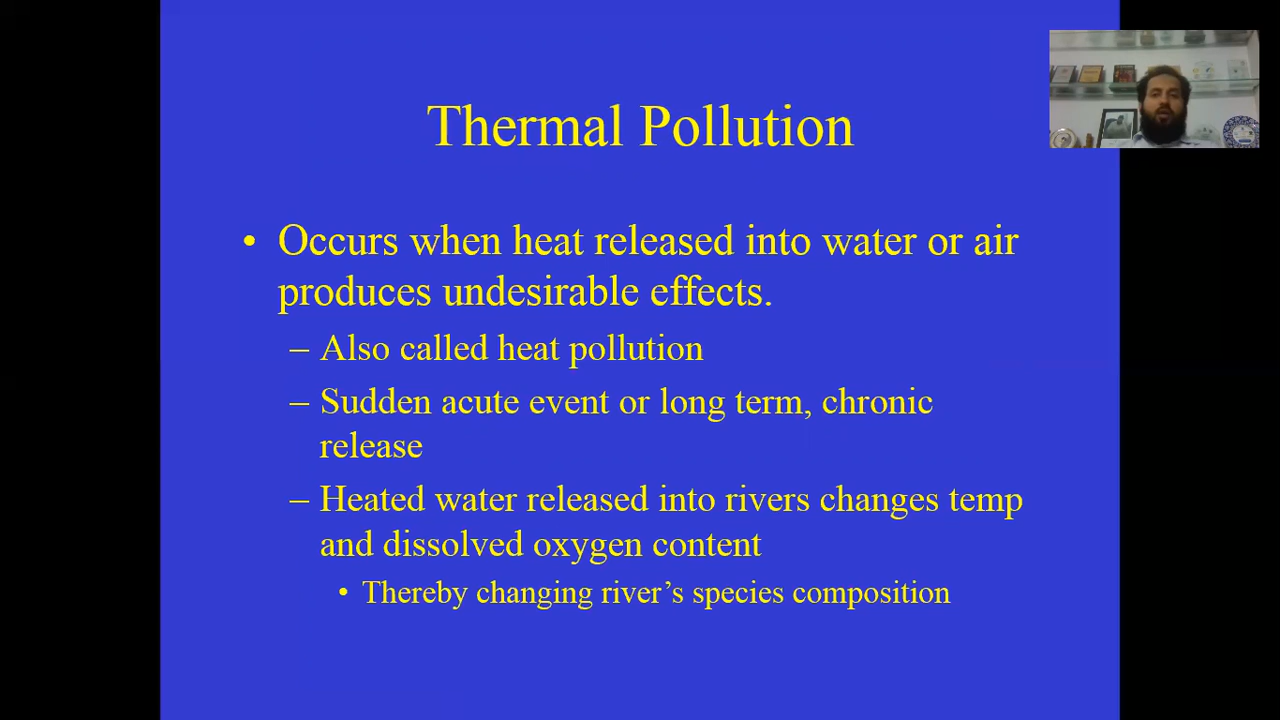 Thermal Pollution
• Occurs when heat released into water or air
produces undesirable effects.
– Also called heat pollution
– Sudden acute event or long term, chronic
release
– Heated water released into rivers changes temp
and dissolved oxygen content
• Thereby changing river’s species composition